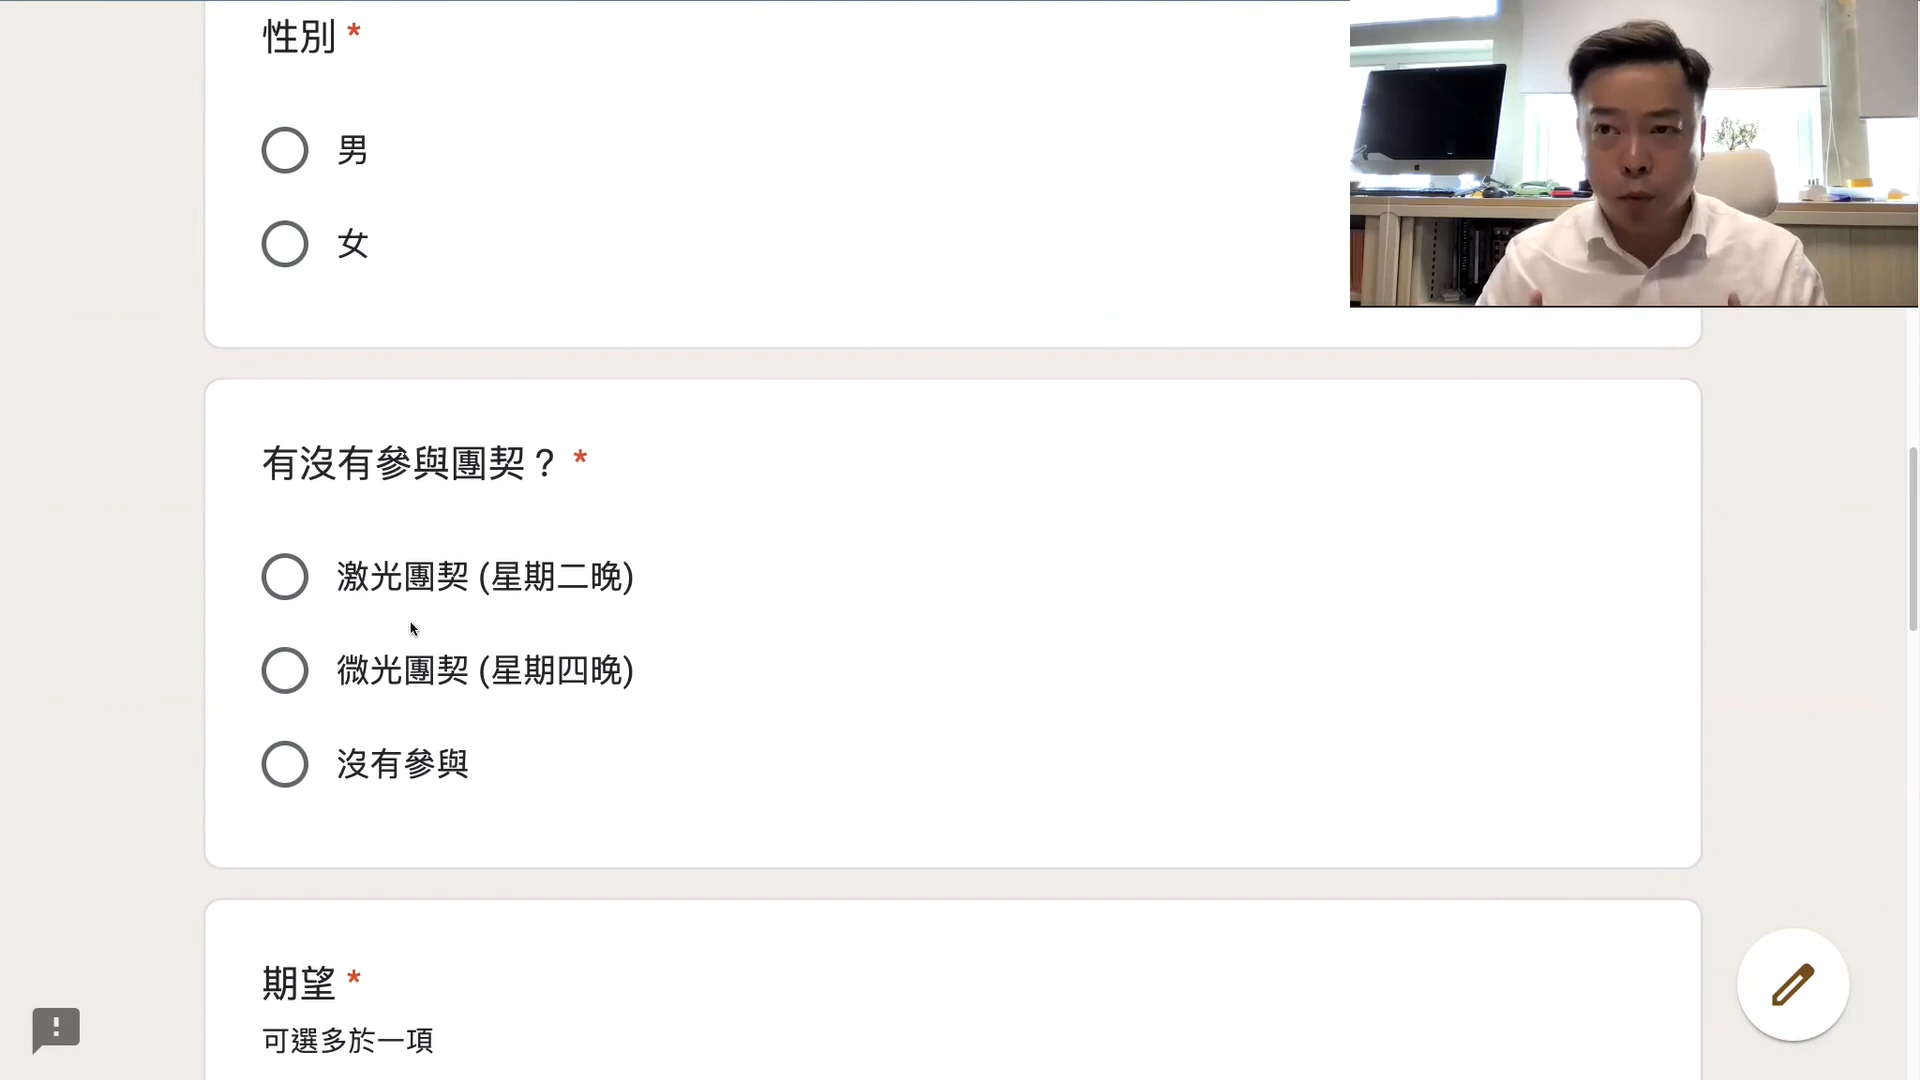 性別 *
男
女
有沒有參與團契？ *
激光團契 (星期二晚)
微光團契 (星期四晚)
沒有參與
期望 *
可選多於一項